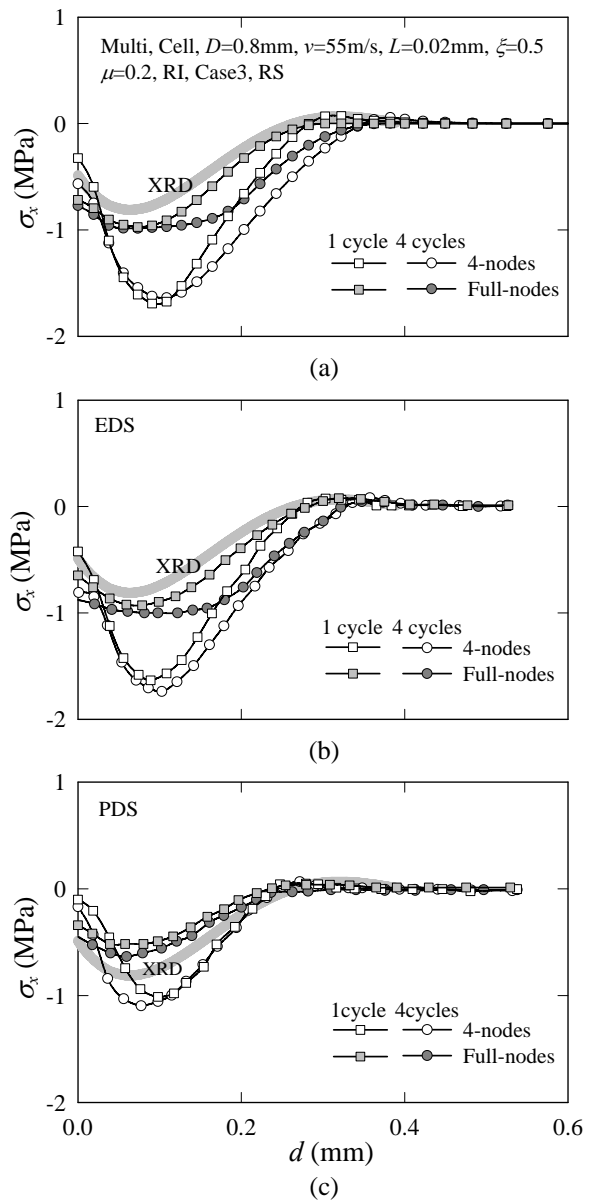 1
Multi, Cell, D=0.8mm, v=55m/s, L=0.02mm, ξ=0.5
μ=0.2, RI, Case3, RS
0
XRD
σx (MPa)
-1
1 cycle 4 cycles
4-nodes
Full-nodes
-2
(a)
1
EDS
0
XRD
σx (MPa)
-1
1 cycle 4 cycles
4-nodes
Full-nodes
-2
(b)
1
PDS
0
XRD
σx (MPa)
-1
1cycle 4cycles
4-nodes
Full-nodes
-2
0.0 0.2 0.4 0.6
d (mm)
(c)